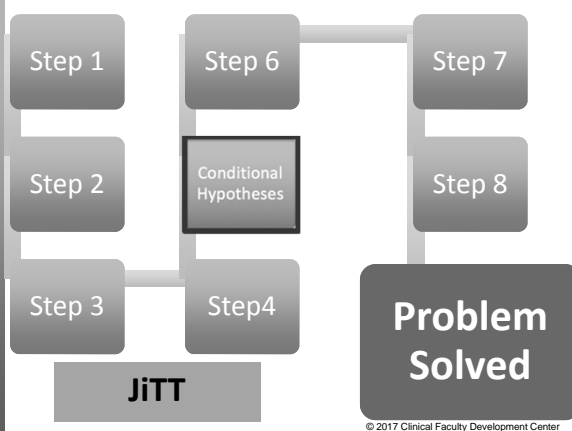 Step 1
Step 2
Step 3
Step4
Conditional
Hypotheses
Step 6
Step 7
Step 8
Problem
Solved
JiTT
© 2017 Clinical Faculty Development Center